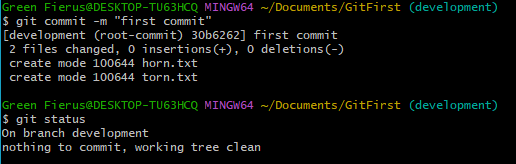 Green Fierus@DESKTOP-TU63HCQ MINGW64 ~/Documents/GitFirst (development)
$ git commit -m "first commit"
[development (root-commit) 30b6262] first commit
 2 files changed, 0 insertions(+), 0 deletions(-)
 create mode 100644 horn.txt
 create mode 100644 torn.txt
Green Fierus@DESKTOP-TU63HCQ MINGW64 ~/Documents/GitFirst (development)
$ git status
On branch development
nothing to commit, working tree clean